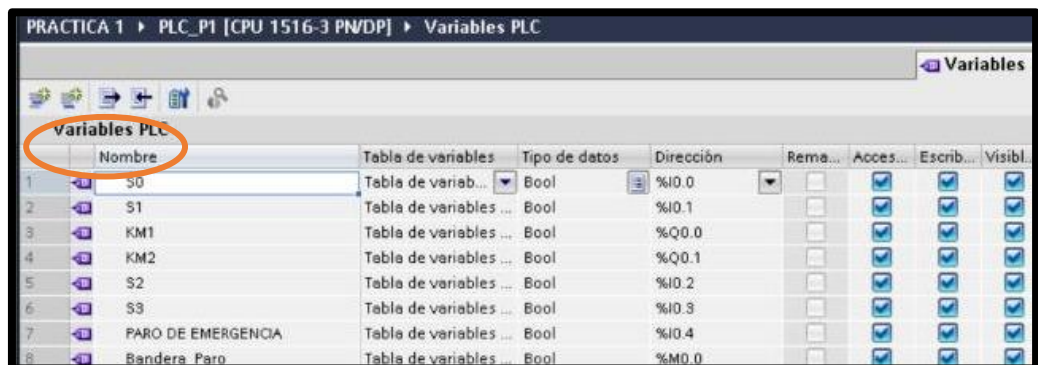 PRACTICA 1 ▸ PLC_P1 [CPU 1516-3 PN/DP] ▸ Variables PLC
Variables
Variables PLC
Nombre Tabla de variables Tipo de datos Dirección Rema... Acces... Escrib... Visibl..
1 S0 Tabla de variab... Bool %I0.0
2 S1 Tabla de variables ... Bool %I0.1
3 KM1 Tabla de variables ... Bool %Q0.0
4 KM2 Tabla de variables ... Bool %Q0.1
5 S2 Tabla de variables ... Bool %I0.2
6 S3 Tabla de variables ... Bool %I0.3
7 PARO DE EMERGENCIA Tabla de variables ... Bool %I0.4
8 Bandera_Paro Tabla de variables ... Bool %M0.0